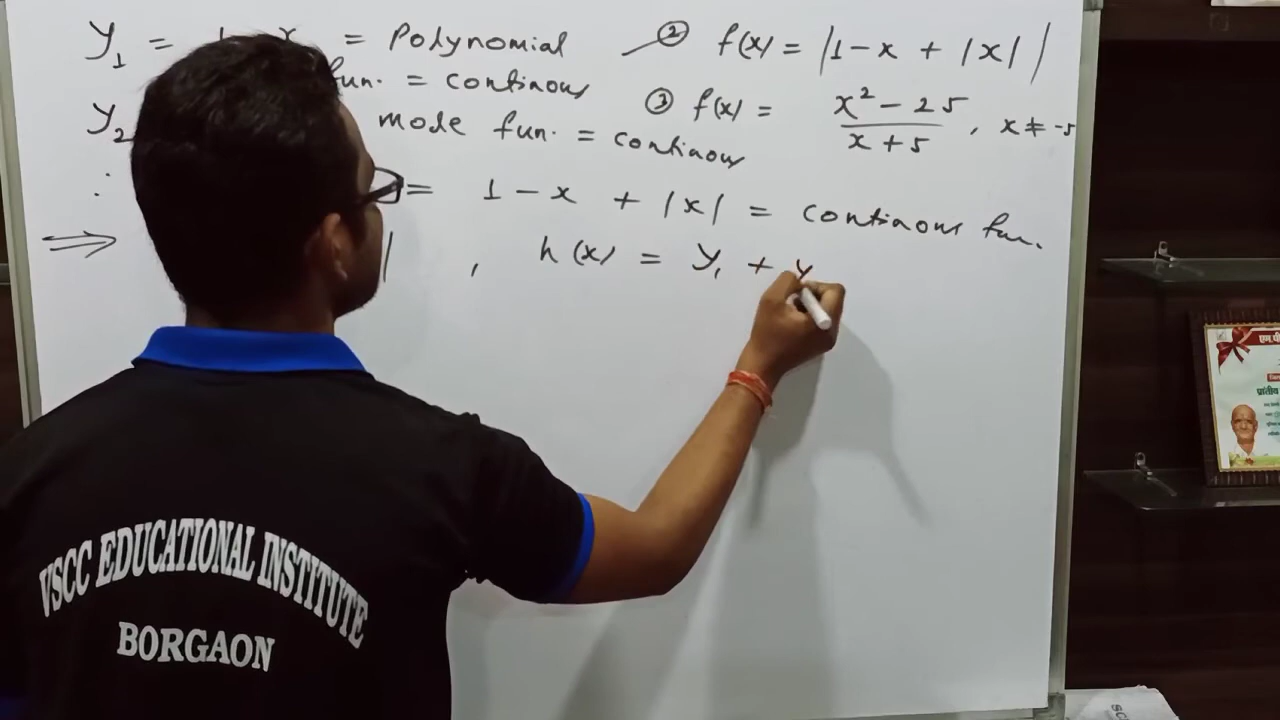 y₁ = 1 - x = Polynomial
fun. = continous
y₂ mode fun. = continous
∴ = 1 - x + |x| = continous fun.
⇒ | , h(x) = y₁ + y
② f(x) = |1 - x + |x||
③ f(x) = x² - 25 / x + 5 , x ≠ -5
VSCC EDUCATIONAL INSTITUTE
BORGAON